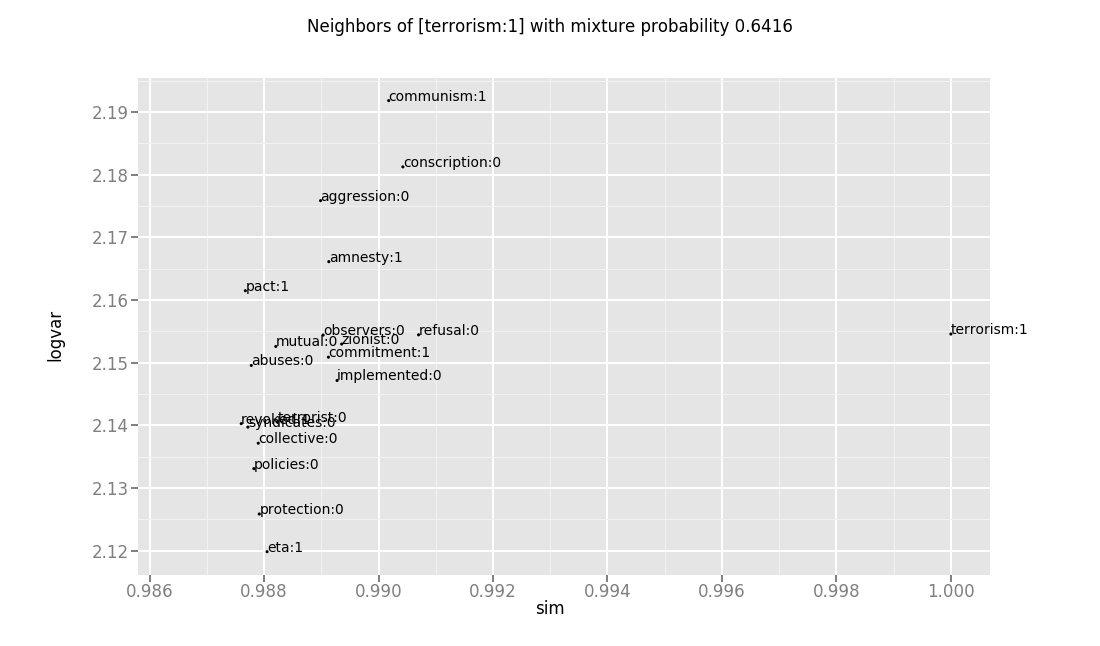 Neighbors of [terrorism:1] with mixture probability 0.6416
communism:1
2.19
conscription:0
2.18
aggression:0
2.17
amnesty:1
pact:1
2.16
observers:0
refusal:0
terrorism:1
mutual:0
zionist:0
2.15
commitment:1
abuses:0
implemented:0
terrorist:0
syndicates:0
2.14
collective:0
policies:0
2.13
protection:0
eta:1
2.12
logvar
0.986
0.988
0.990
0.992
0.994
0.996
0.998
1.000
sim